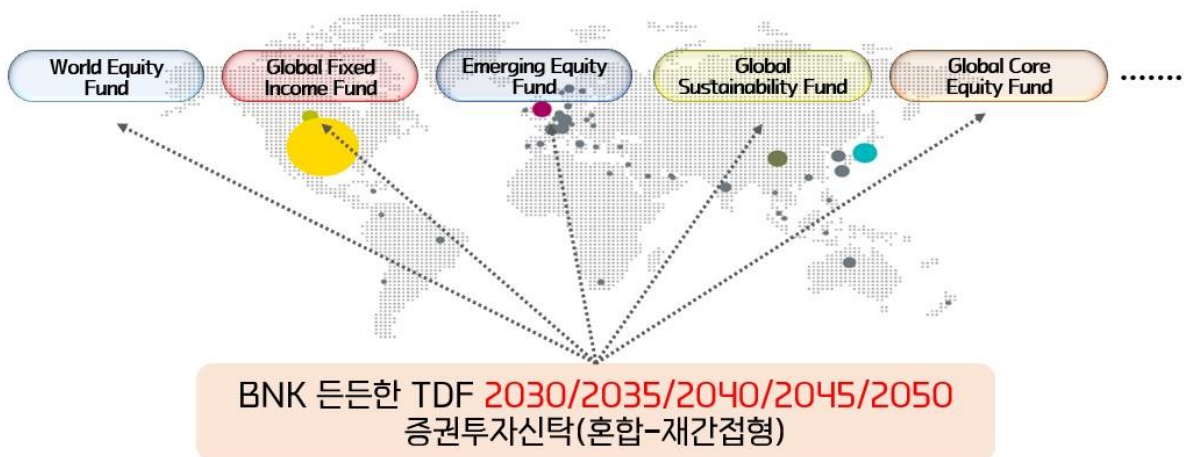 World Equity
Fund
Global Fixed
Income Fund
Emerging Equity
Fund
Global
Sustainability Fund
Global Core
Equity Fund
.......
BNK 든든한 TDF 2030/2035/2040/2045/2050
증권투자신탁(혼합-재간접형)